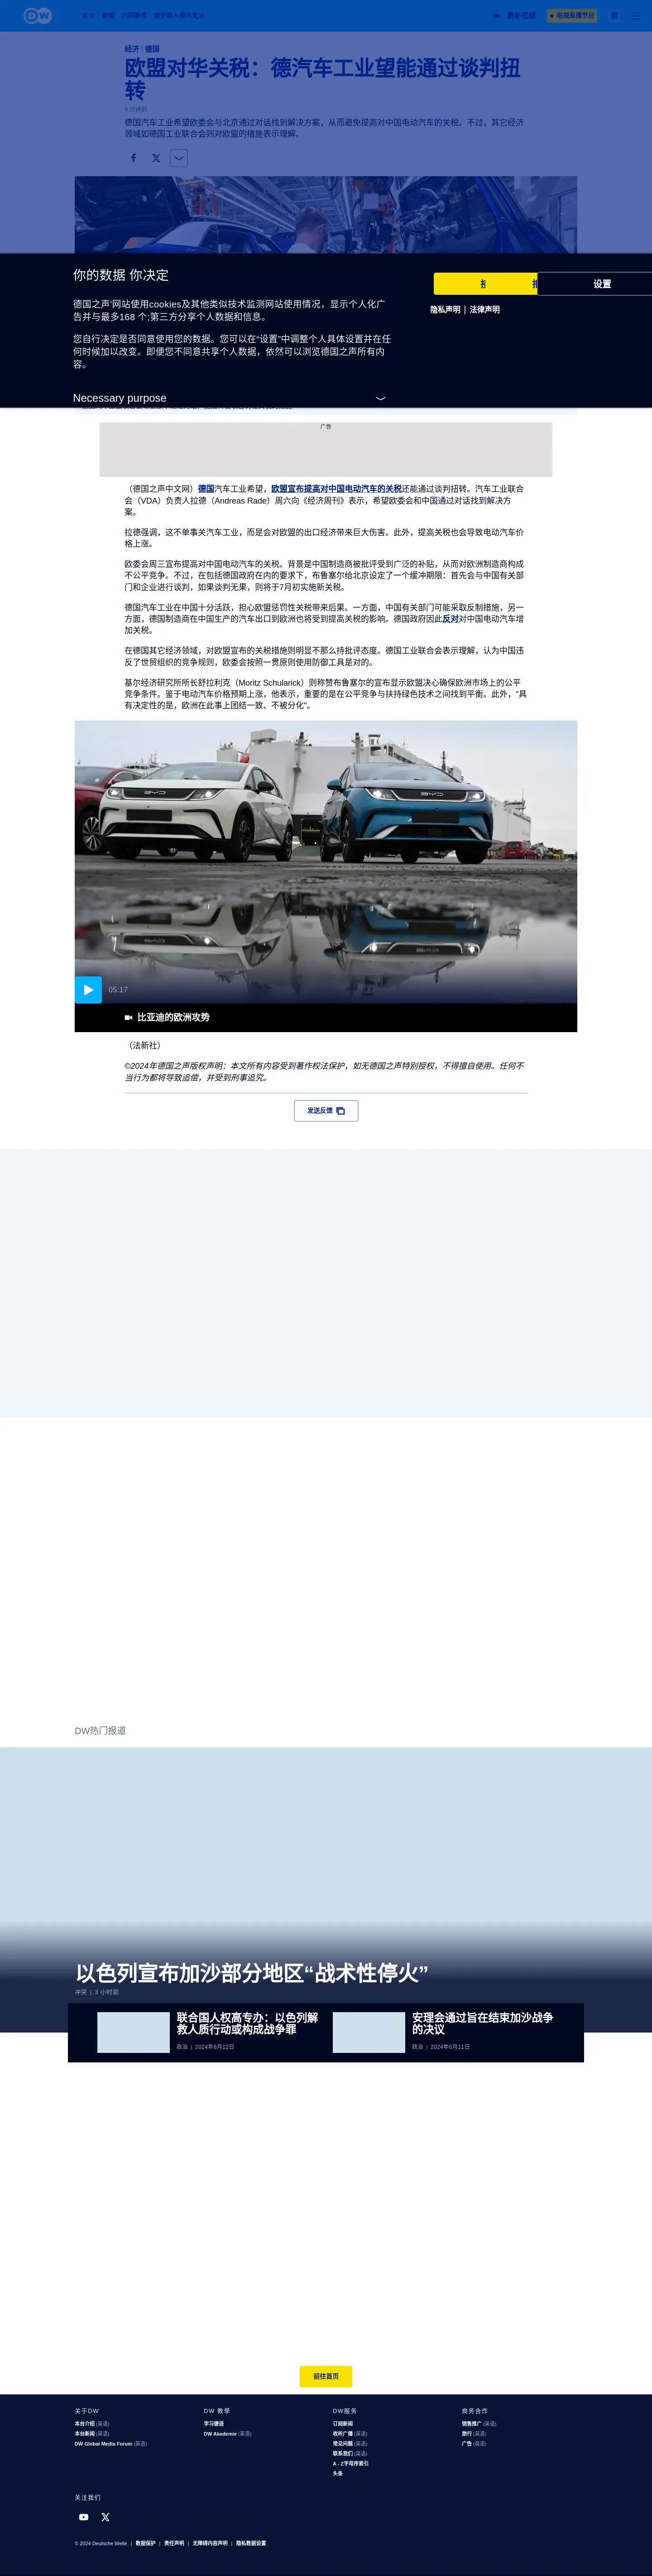 DW
热点
德国
六四事件
俄罗斯入侵乌克兰
最新视频
电视直播节目
繁
经济 | 德国
欧盟对华关税：德汽车工业望能通过谈判扭
转
9 分钟前
德国汽车工业希望欧委会与北京通过对话找到解决方案，从而避免提高对中国电动汽车的关税。不过，其它经济
领域如德国工业联合会则对欧盟的措施表示理解。
你的数据 你决定
德国之声'网站使用cookies及其他类似技术监测网站使用情况，显示个人化广
告并与最多168 个;第三方分享个人数据和信息。
您自行决定是否同意使用您的数据。您可以在"设置"中调整个人具体设置并在任
何时候加以改变。即便您不同意共享个人数据，依然可以浏览德国之声所有内
容。
设置
隐私声明 | 法律声明
Necessary purpose
广告
（德国之声中文网）德国汽车工业希望，欧盟宣布提高对中国电动汽车的关税还能通过谈判扭转。汽车工业联合
会（VDA）负责人拉德（Andreas Rade）周六向《经济周刊》表示，希望欧委会和中国通过对话找到解决方
案。
拉德强调，这不单事关汽车工业，而是会对欧盟的出口经济带来巨大伤害。此外，提高关税也会导致电动汽车价
格上涨。
欧委会周三宣布提高对中国电动汽车的关税。背景是中国制造商被批评受到广泛的补贴，从而对欧洲制造商构成
不公平竞争。不过，在包括德国政府在内的要求下，布鲁塞尔给北京设定了一个缓冲期限：首先会与中国有关部
门和企业进行谈判，如果谈判无果，则将于7月初实施新关税。
德国汽车工业在中国十分活跃，担心欧盟惩罚性关税带来后果。一方面，中国有关部门可能采取反制措施，另一
方面，德国制造商在中国生产的汽车出口到欧洲也将受到提高关税的影响。德国政府因此反对对中国电动汽车增
加关税。
在德国其它经济领域，对欧盟宣布的关税措施则明显不那么持批评态度。德国工业联合会表示理解，认为中国违
反了世贸组织的竞争规则，欧委会按照一贯原则使用防御工具是对的。
基尔经济研究所所长舒拉利克（Moritz Schularick）则称赞布鲁塞尔的宣布显示欧盟决心确保欧洲市场上的公平
竞争条件。鉴于电动汽车价格预期上涨，他表示，重要的是在公平竞争与扶持绿色技术之间找到平衡。此外，"具
有决定性的是，欧洲在此事上团结一致、不被分化"。
BYD
BYD
05:17
比亚迪的欧洲攻势
（法新社）
©2024年德国之声版权声明：本文所有内容受到著作权法保护，如无德国之声特别授权，不得擅自使用。任何不
当行为都将导致追偿，并受到刑事追究。
发送反馈
DW热门报道
以色列宣布加沙部分地区“战术性停火”
冲突 | 3 小时前
联合国人权高专办：以色列解
救人质行动或构成战争罪
政治 | 2024年6月12日
安理会通过旨在结束加沙战争
的决议
政治 | 2024年6月11日
前往首页
关于DW
本台介绍 (英语)
本台新闻 (英语)
DW Global Media Forum (英语)
DW 教學
学习德语
DW Akademie (英语)
DW服务
订阅新闻
收听广播 (英语)
常见问题 (英语)
联系我们 (英语)
A - Z字母序索引
头条
商务合作
销售推广 (英语)
旅行 (英语)
广告 (英语)
关注我们
© 2024 Deutsche Welle | 数据保护 | 责任声明 | 无障碍内容声明 | 隐私数据设置